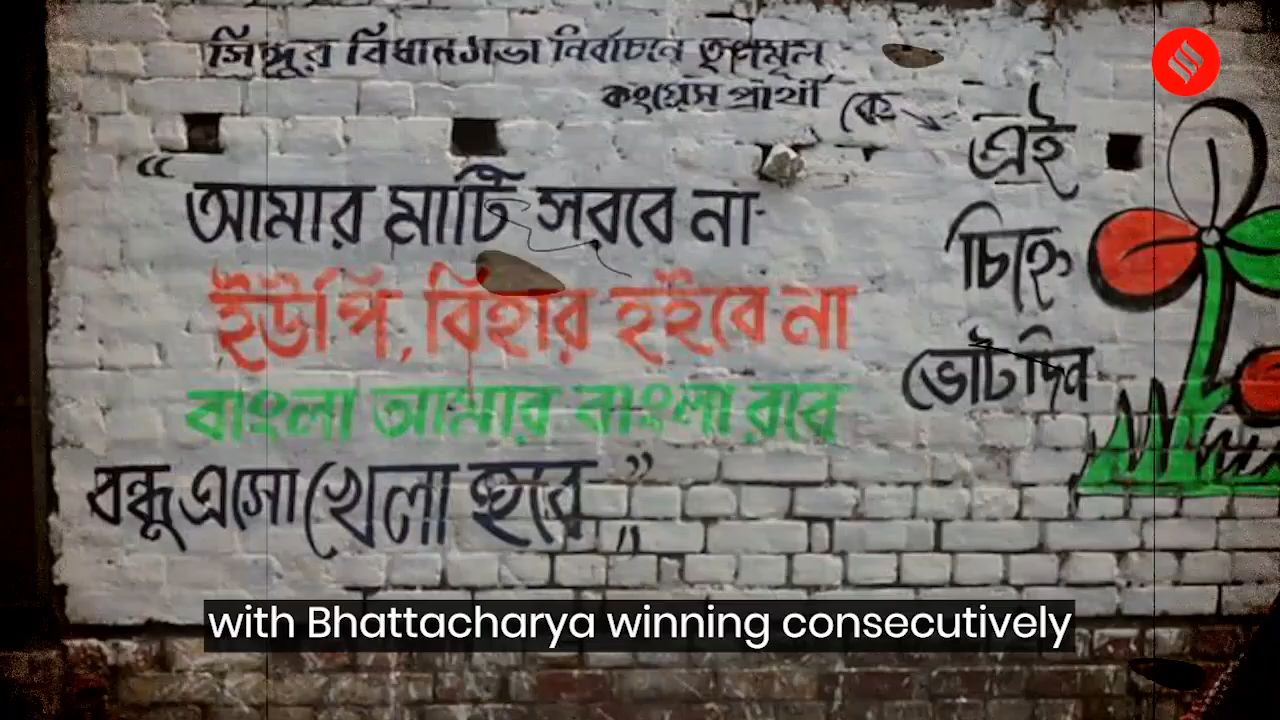 সিঙ্গুর বিধানসভা নির্বাচনে তৃণমূল
কংগ্রেস প্রার্থী কে
এই
চিহ্নে
ভোট দিন
“আমার মাটি সরবে না
ইউপি, বিহার হইবে না
বাংলা আমার বাংলা রবে
বন্ধু এসো খেলা হবে”
with Bhattacharya winning consecutively